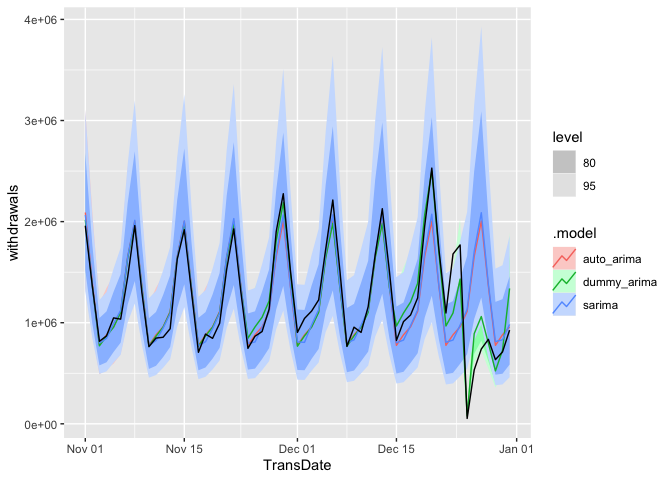 4e+06
3e+06
2e+06
1e+06
0e+00
withdrawals
Nov 01
Nov 15
Dec 01
Dec 15
Jan 01
TransDate
level
80
95
.model
auto_arima
dummy_arima
sarima